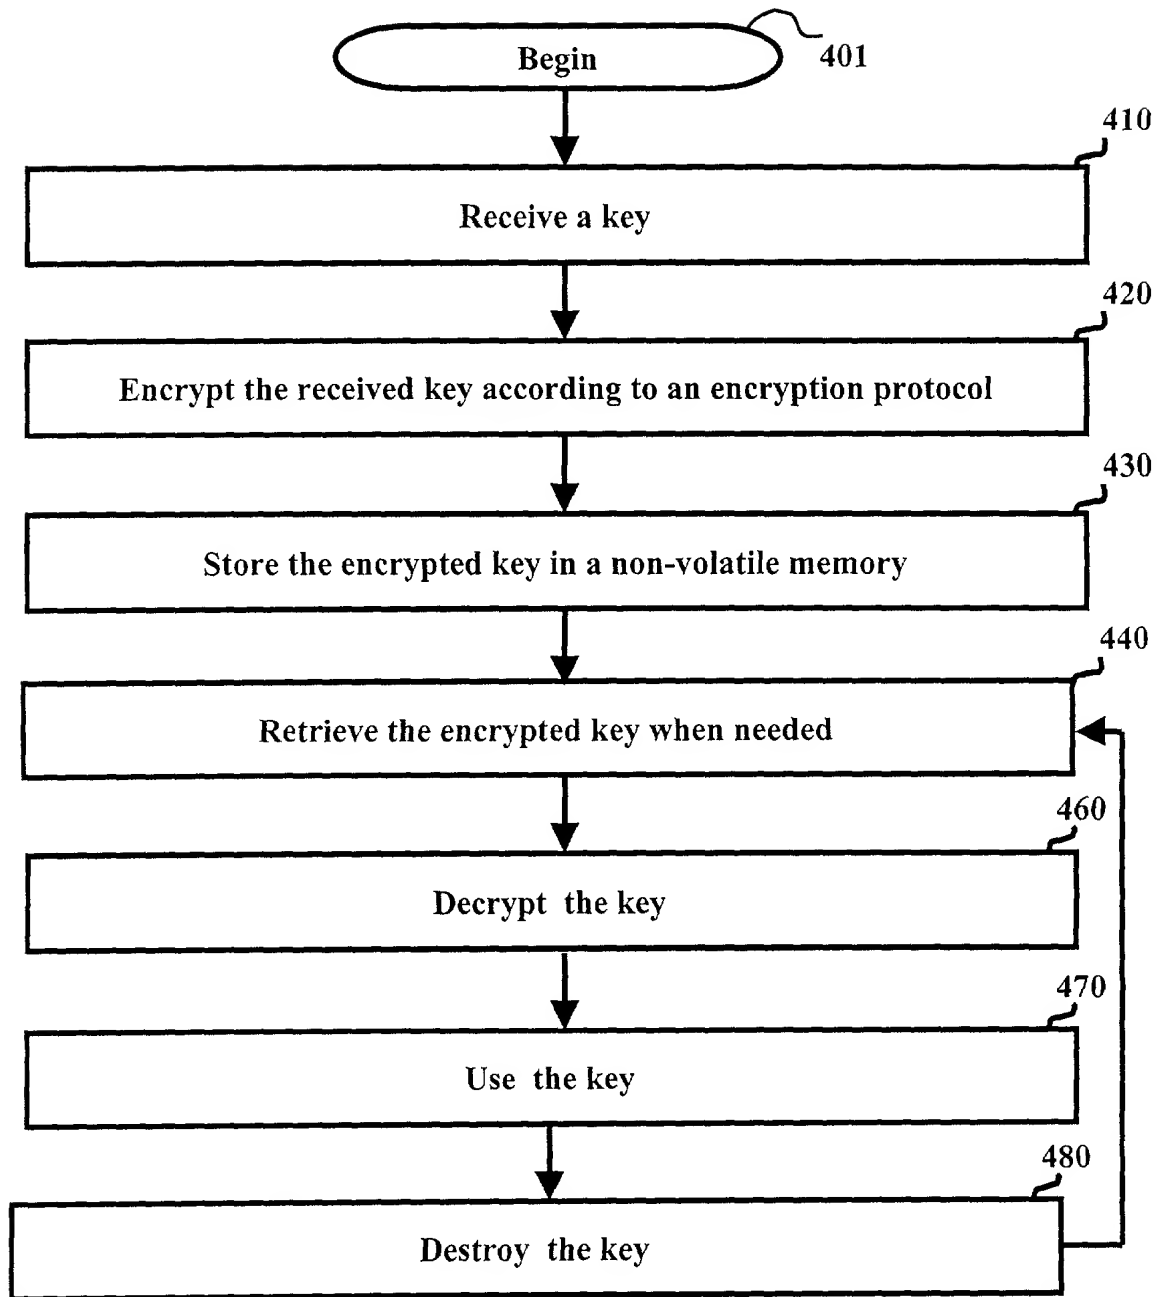 Begin
401
410
Receive a key
420
Encrypt the received key according to an encryption protocol
430
Store the encrypted key in a non-volatile memory
440
Retrieve the encrypted key when needed
460
Decrypt the key
470
Use the key
480
Destroy the key